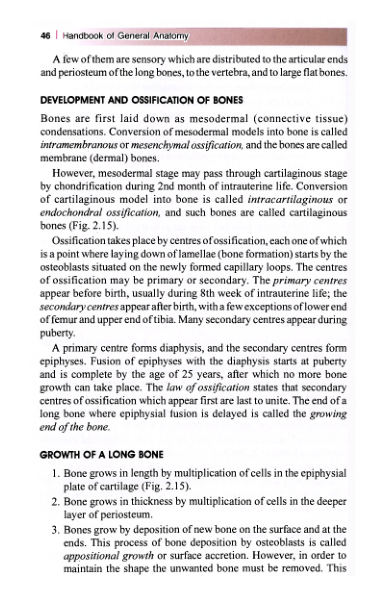 46 | Handbook of General Anatomy
A few of them are sensory which are distributed to the articular ends
and periosteum of the long bones, to the vertebra, and to large flat bones.
DEVELOPMENT AND OSSIFICATION OF BONES
Bones are first laid down as mesodermal (connective tissue)
condensations. Conversion of mesodermal models into bone is called
intramembranous or mesenchymal ossification, and the bones are called
membrane (dermal) bones.
However, mesodermal stage may pass through cartilaginous stage
by chondrification during 2nd month of intrauterine life. Conversion
of cartilaginous model into bone is called intracartilaginous or
endochondral ossification, and such bones are called cartilaginous
bones (Fig. 2.15).
Ossification takes place by centres of ossification, each one of which
is a point where laying down of lamellae (bone formation) starts by the
osteoblasts situated on the newly formed capillary loops. The centres
of ossification may be primary or secondary. The primary centres
appear before birth, usually during 8th week of intrauterine life; the
secondary centres appear after birth, with a few exceptions of lower end
of femur and upper end of tibia. Many secondary centres appear during
puberty.
A primary centre forms diaphysis, and the secondary centres form
epiphyses. Fusion of epiphyses with the diaphysis starts at puberty
and is complete by the age of 25 years, after which no more bone
growth can take place. The law of ossification states that secondary
centres of ossification which appear first are last to unite. The end of a
long bone where epiphysial fusion is delayed is called the growing
end of the bone.
GROWTH OF A LONG BONE
1. Bone grows in length by multiplication of cells in the epiphysial
plate of cartilage (Fig. 2.15).
2. Bone grows in thickness by multiplication of cells in the deeper
layer of periosteum.
3. Bones grow by deposition of new bone on the surface and at the
ends. This process of bone deposition by osteoblasts is called
appositional growth or surface accretion. However, in order to
maintain the shape the unwanted bone must be removed. This